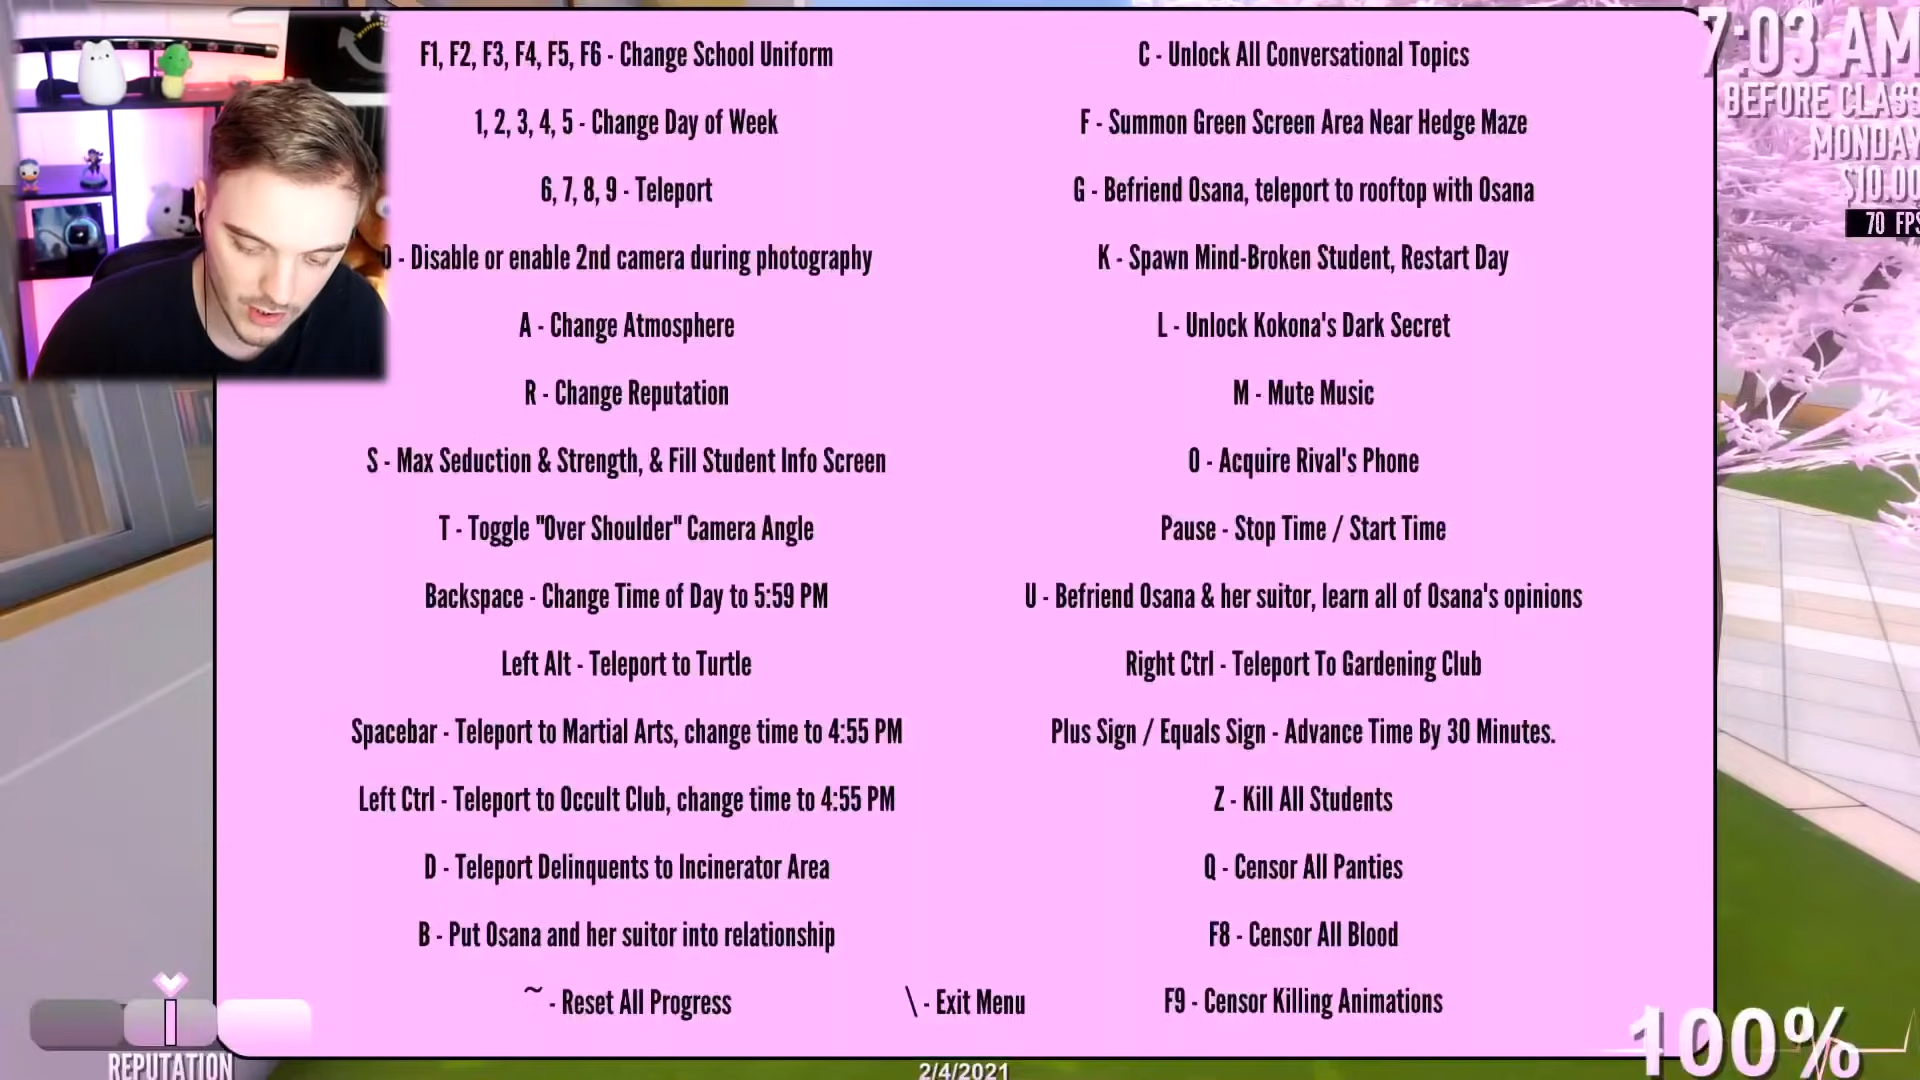 F1, F2, F3, F4, F5, F6 - Change School Uniform
1, 2, 3, 4, 5 - Change Day of Week
6, 7, 8, 9 - Teleport
0 - Disable or enable 2nd camera during photography
A - Change Atmosphere
R - Change Reputation
S - Max Seduction & Strength, & Fill Student Info Screen
T - Toggle "Over Shoulder" Camera Angle
Backspace - Change Time of Day to 5:59 PM
Left Alt - Teleport to Turtle
Spacebar - Teleport to Martial Arts, change time to 4:55 PM
Left Ctrl - Teleport to Occult Club, change time to 4:55 PM
D - Teleport Delinquents to Incinerator Area
B - Put Osana and her suitor into relationship
~ - Reset All Progress
\ - Exit Menu
C - Unlock All Conversational Topics
F - Summon Green Screen Area Near Hedge Maze
G - Befriend Osana, teleport to rooftop with Osana
K - Spawn Mind-Broken Student, Restart Day
L - Unlock Kokona's Dark Secret
M - Mute Music
O - Acquire Rival's Phone
Pause - Stop Time / Start Time
U - Befriend Osana & her suitor, learn all of Osana's opinions
Right Ctrl - Teleport To Gardening Club
Plus Sign / Equals Sign - Advance Time By 30 Minutes.
Z - Kill All Students
Q - Censor All Panties
F8 - Censor All Blood
F9 - Censor Killing Animations
7:03 AM
BEFORE CLASS
MONDAY
$10.00
70 FPS
REPUTATION
2/4/2021
100%